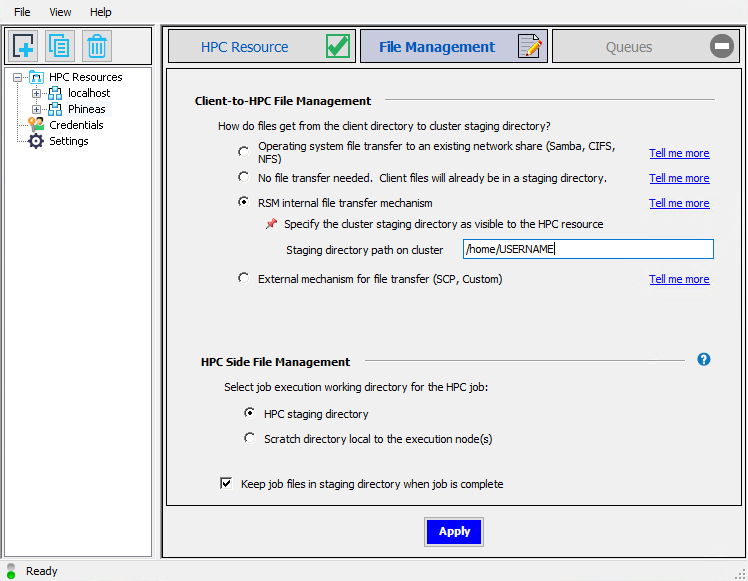 File View Help
HPC Resource File Management Queues
HPC Resources
localhost
Phineas
Credentials
Settings
Client-to-HPC File Management
How do files get from the client directory to cluster staging directory?
Operating system file transfer to an existing network share (Samba, CIFS,
NFS)
Tell me more
No file transfer needed. Client files will already be in a staging directory.
Tell me more
RSM internal file transfer mechanism
Tell me more
Specify the cluster staging directory as visible to the HPC resource
Staging directory path on cluster
/home/USERNAME
External mechanism for file transfer (SCP, Custom)
Tell me more
HPC Side File Management
?
Select job execution working directory for the HPC job:
HPC staging directory
Scratch directory local to the execution node(s)
Keep job files in staging directory when job is complete
Apply
Ready